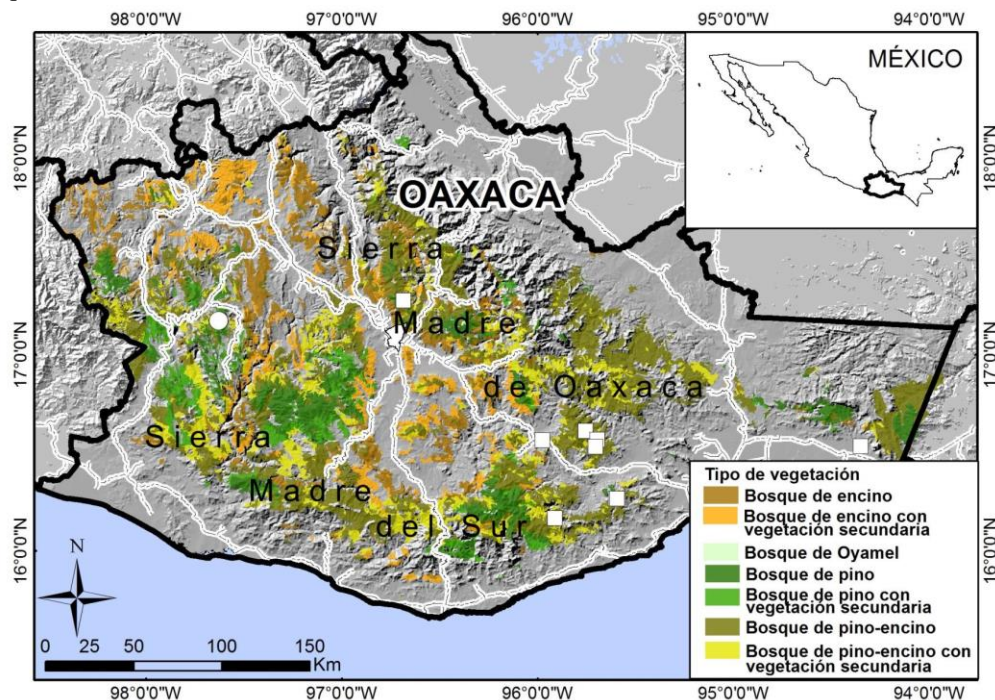 98°0'0"W 97°0'0"W 96°0'0"W 95°0'0"W 94°0'0"W
MÉXICO
18°0'0"N
18°0'0"N
OAXACA
Sierra
Madre
de Oaxaca
17°0'0"N
17°0'0"N
Sierra
Madre
del Sur
16°0'0"N
16°0'0"N
Tipo de vegetación
Bosque de encino
Bosque de encino con
vegetación secundaria
Bosque de Oyamel
Bosque de pino
Bosque de pino con
vegetación secundaria
Bosque de pino-encino
Bosque de pino-encino con
vegetación secundaria
N
0 25 50 100 150
Km
98°0'0"W 97°0'0"W 96°0'0"W 95°0'0"W 94°0'0"W